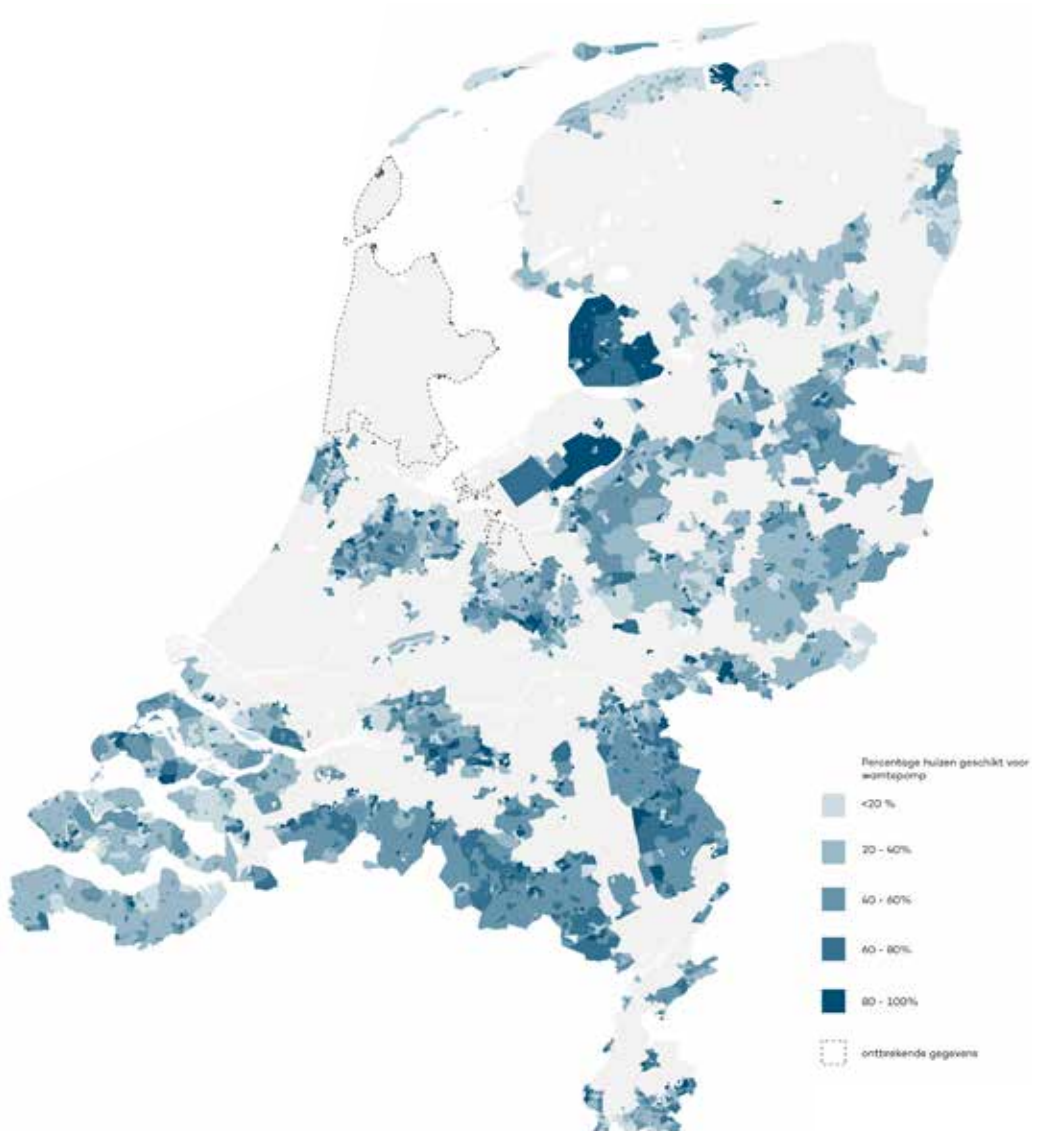 Percentage huizen geschikt voor
warmtepomp
<20 %
20 - 40%
40 - 60%
60 - 80%
80 - 100%
ontbrekende gegevens